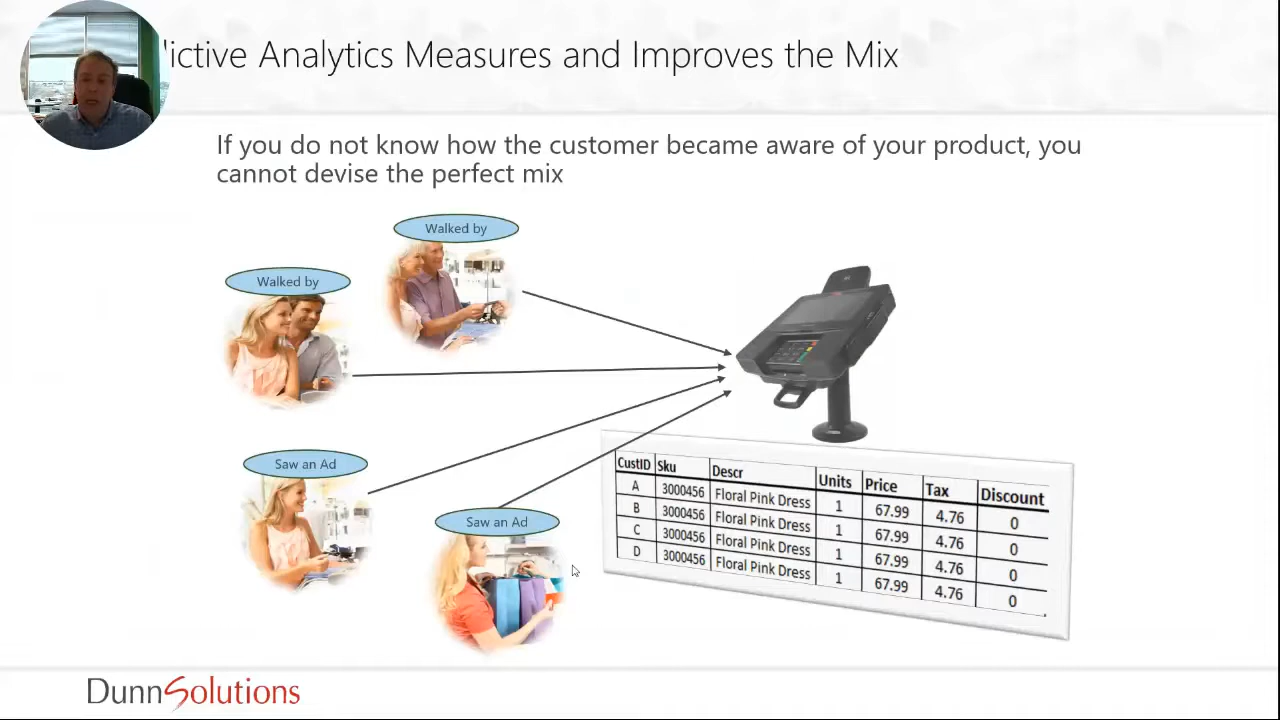 ictive Analytics Measures and Improves the Mix
If you do not know how the customer became aware of your product, you
cannot devise the perfect mix
Walked by
Walked by
Saw an Ad
Saw an Ad
CustID Sku Descr Units Price Tax Discount
A 3000456 Floral Pink Dress 1 67.99 4.76 0
B 3000456 Floral Pink Dress 1 67.99 4.76 0
C 3000456 Floral Pink Dress 1 67.99 4.76 0
D 3000456 Floral Pink Dress 1 67.99 4.76 0
DunnSolutions